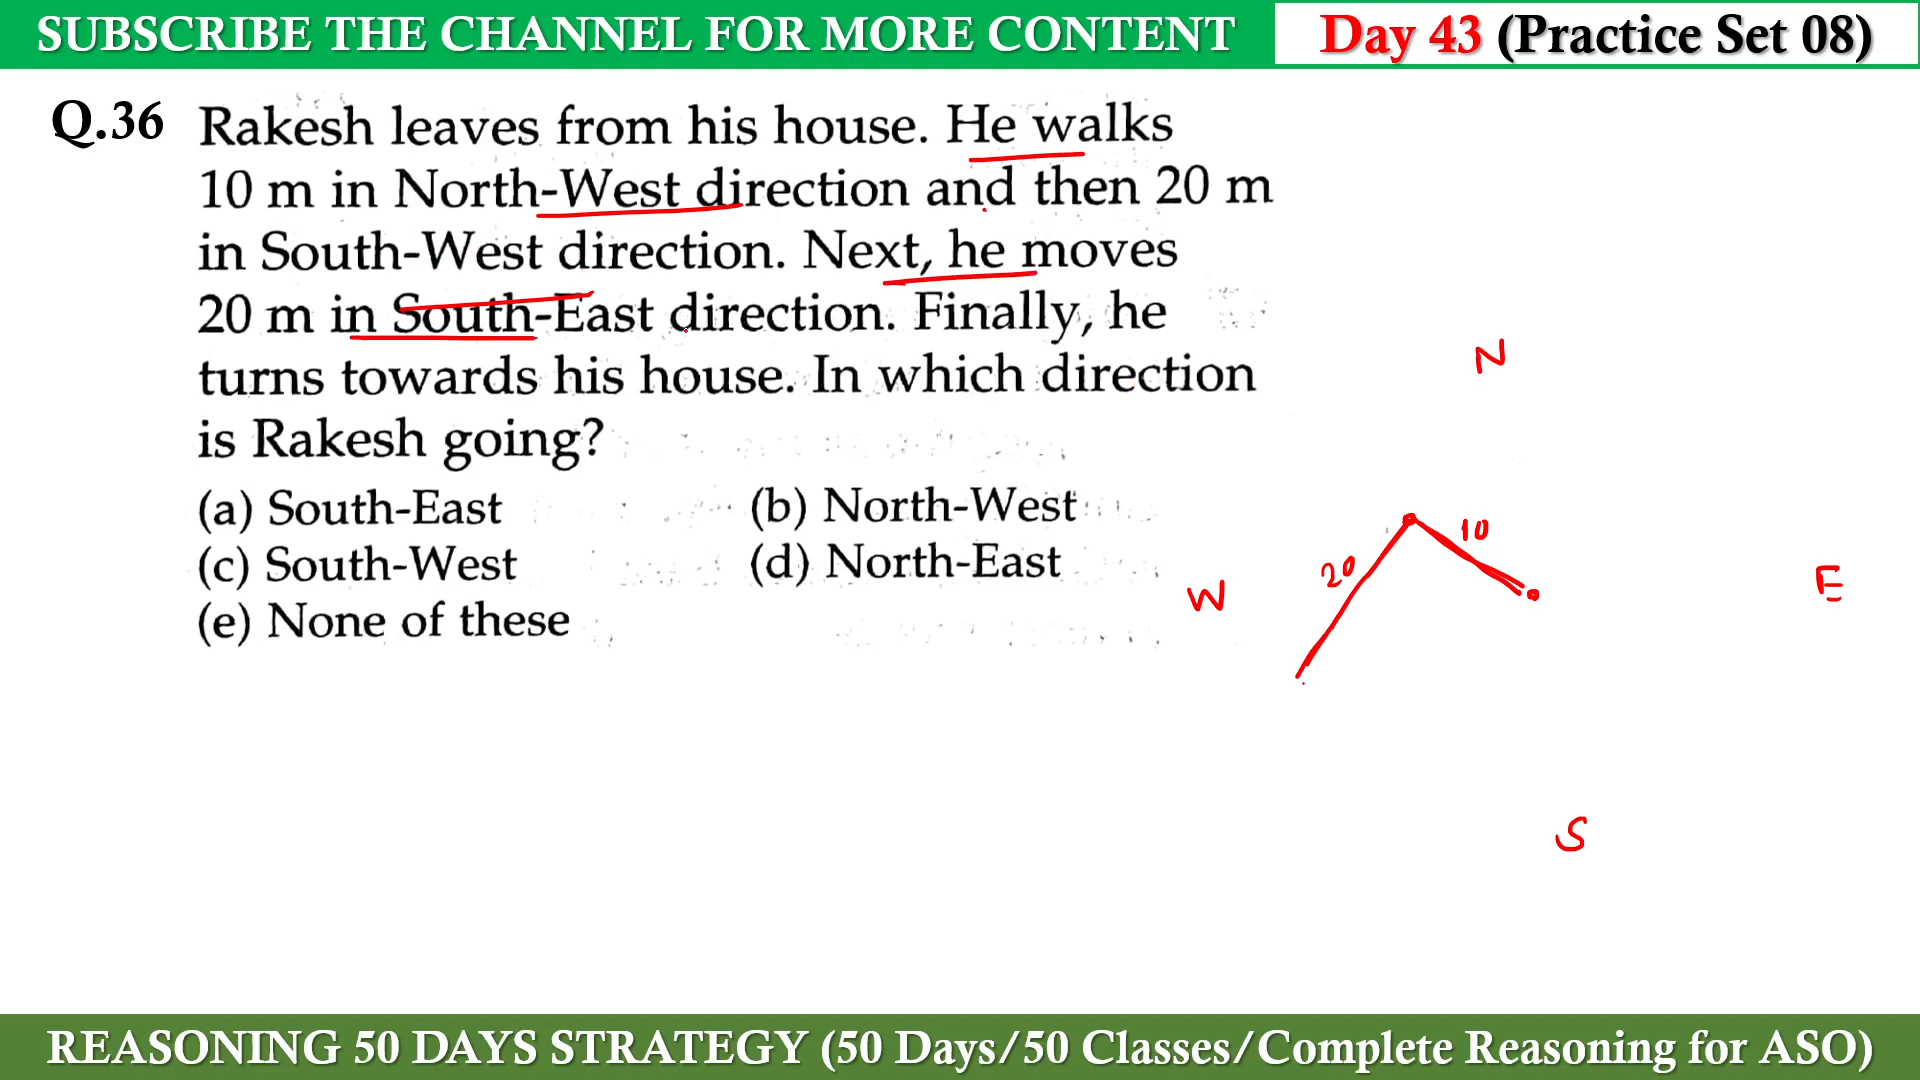 SUBSCRIBE THE CHANNEL FOR MORE CONTENT
Day 43 (Practice Set 08)
Q.36 Rakesh leaves from his house. He walks
10 m in North-West direction and then 20 m
in South-West direction. Next, he moves
20 m in South-East direction. Finally, he
turns towards his house. In which direction
is Rakesh going?
(a) South-East (b) North-West
(c) South-West (d) North-East
(e) None of these
N
10
20
W
E
S
REASONING 50 DAYS STRATEGY (50 Days/50 Classes/Complete Reasoning for ASO)